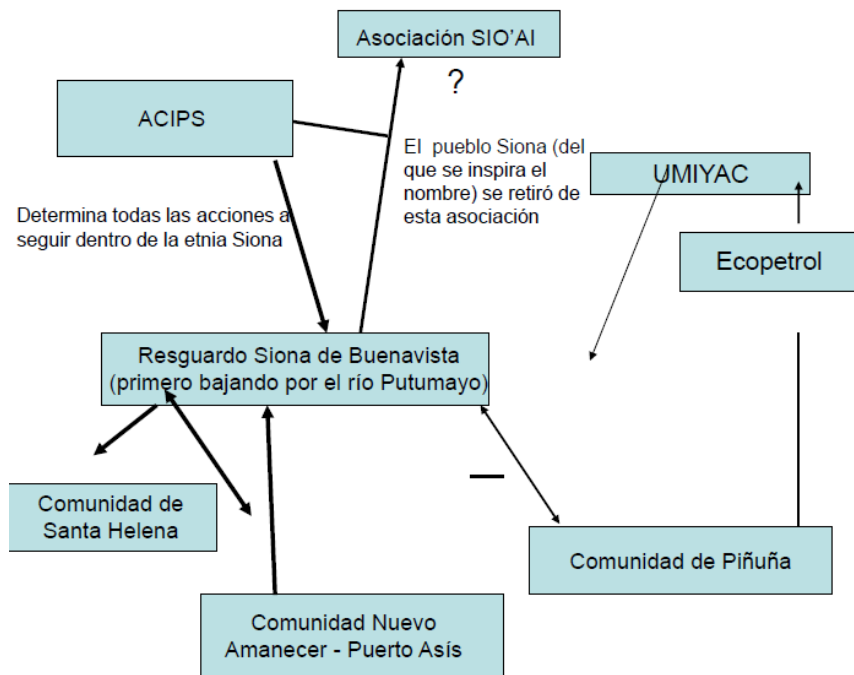 Asociación SIO'AI
?
ACIPS
El pueblo Siona (del
que se inspira el
nombre) se retiró de
esta asociación
UMIYAC
Determina todas las acciones a
seguir dentro de la etnia Siona
Ecopetrol
Resguardo Siona de Buenavista
(primero bajando por el río Putumayo)
Comunidad de
Santa Helena
Comunidad de Piñuña
Comunidad Nuevo
Amanecer - Puerto Asís